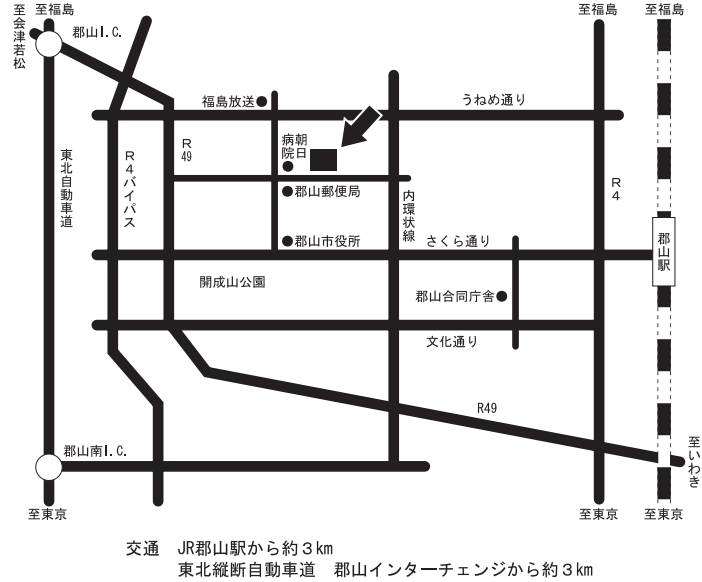 至福島
至福島
至福島
至会津若松
郡山I.C.
福島放送
うねめ通り
R49
朝日病院
東北自動車道
R4バイパス
郡山郵便局
内環状線
R4
郡山市役所
さくら通り
郡山駅
開成山公園
郡山合同庁舎
文化通り
R49
郡山南I.C.
至いわき
至東京
至東京
至東京
交通　JR郡山駅から約３km
東北縦断自動車道　郡山インターチェンジから約３km